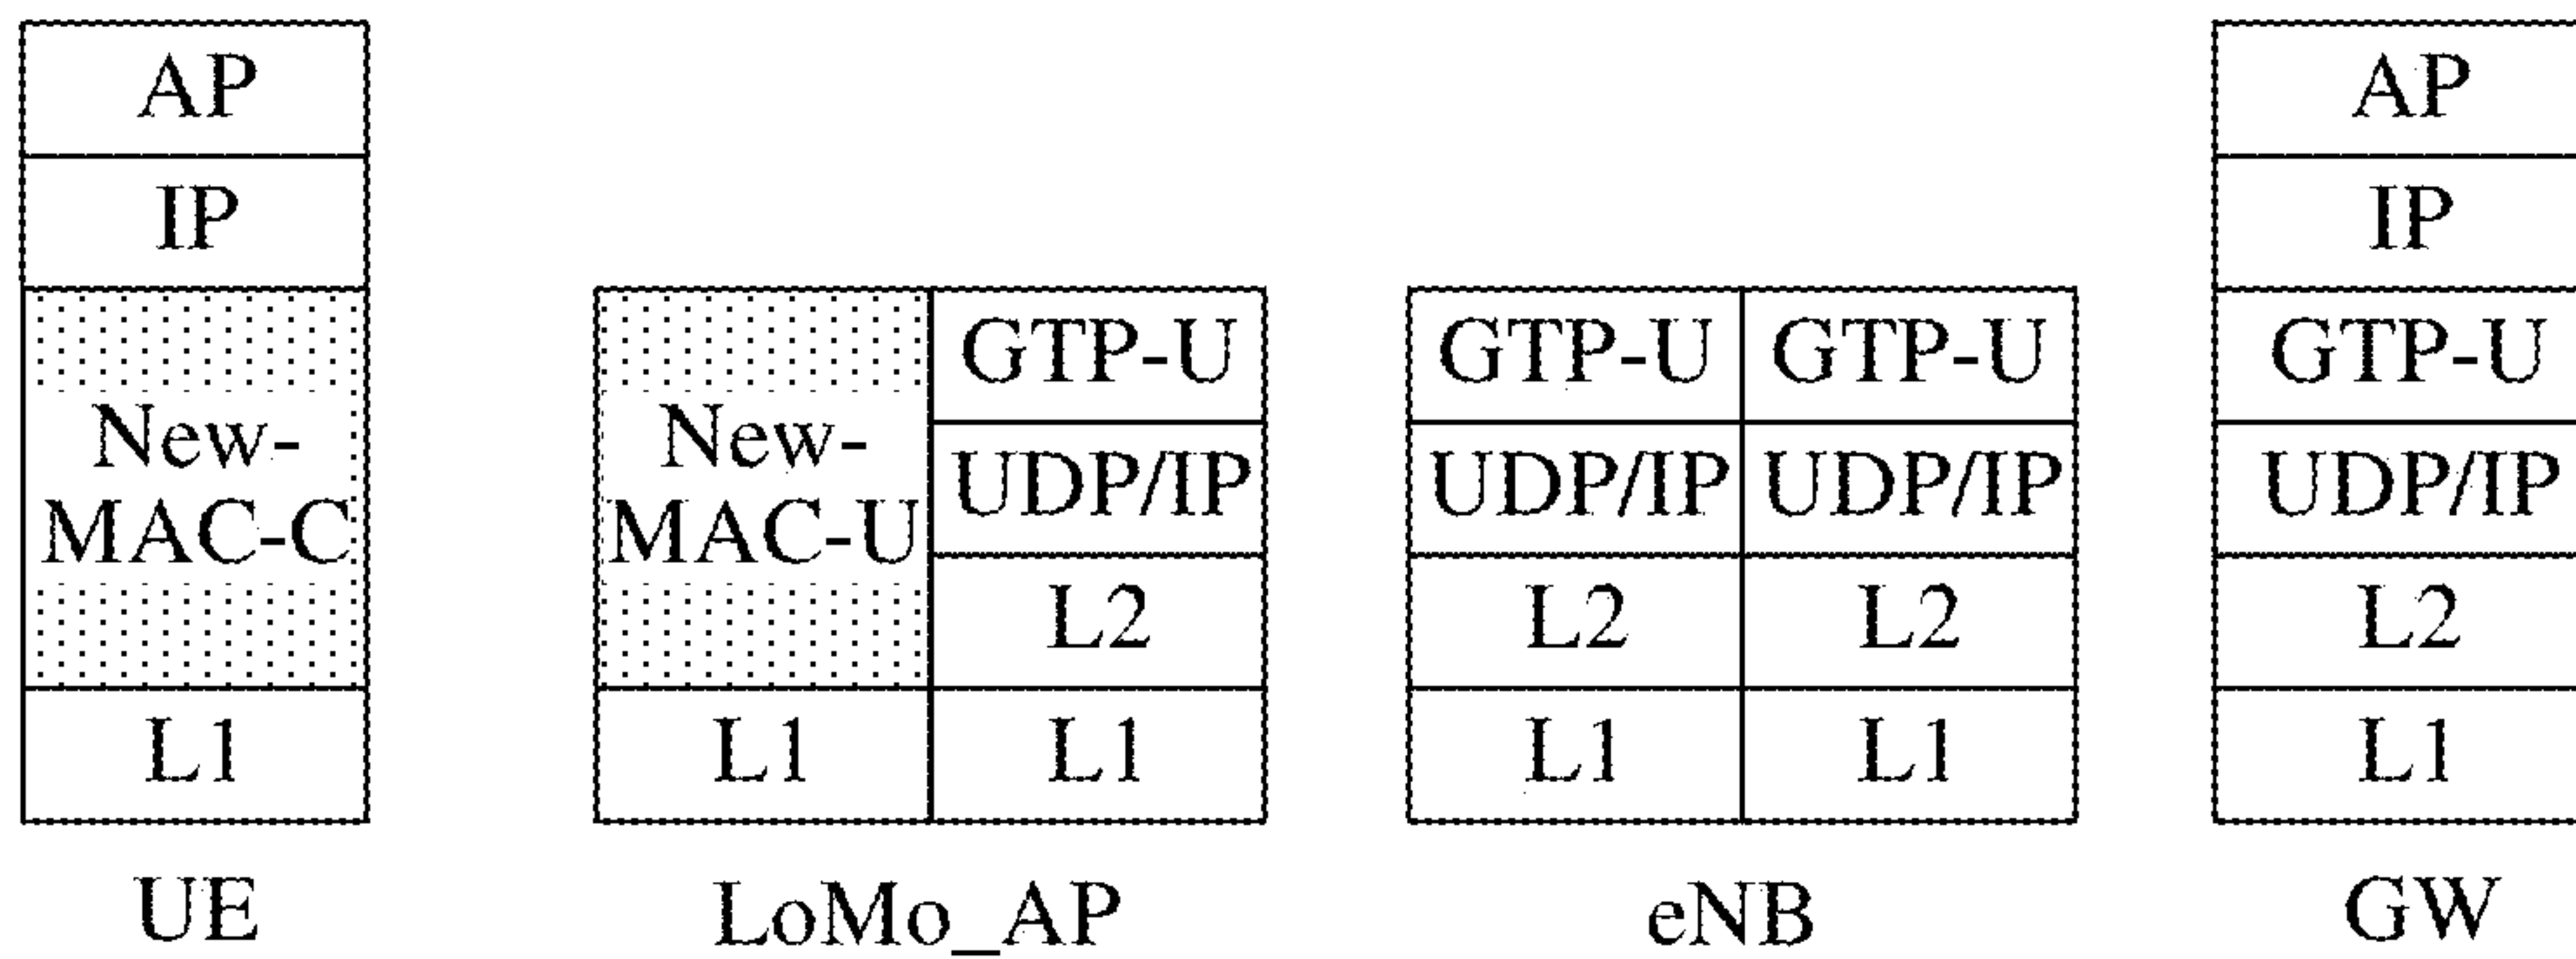 AP
IP
New-
MAC-C
L1
UE
New-
MAC-U
L1
GTP-U
UDP/IP
L2
L1
LoMo_AP
GTP-U
UDP/IP
L2
L1
GTP-U
UDP/IP
L2
L1
eNB
AP
IP
GTP-U
UDP/IP
L2
L1
GW